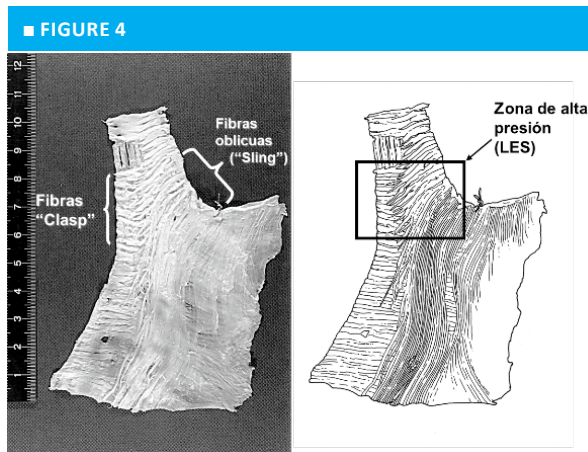 ■ FIGURE 4
Fibras
oblicuas
("Sling")
Fibras
"Clasp"
12
11
10
9
8
7
6
5
4
3
2
1
Zona de alta
presión
(LES)